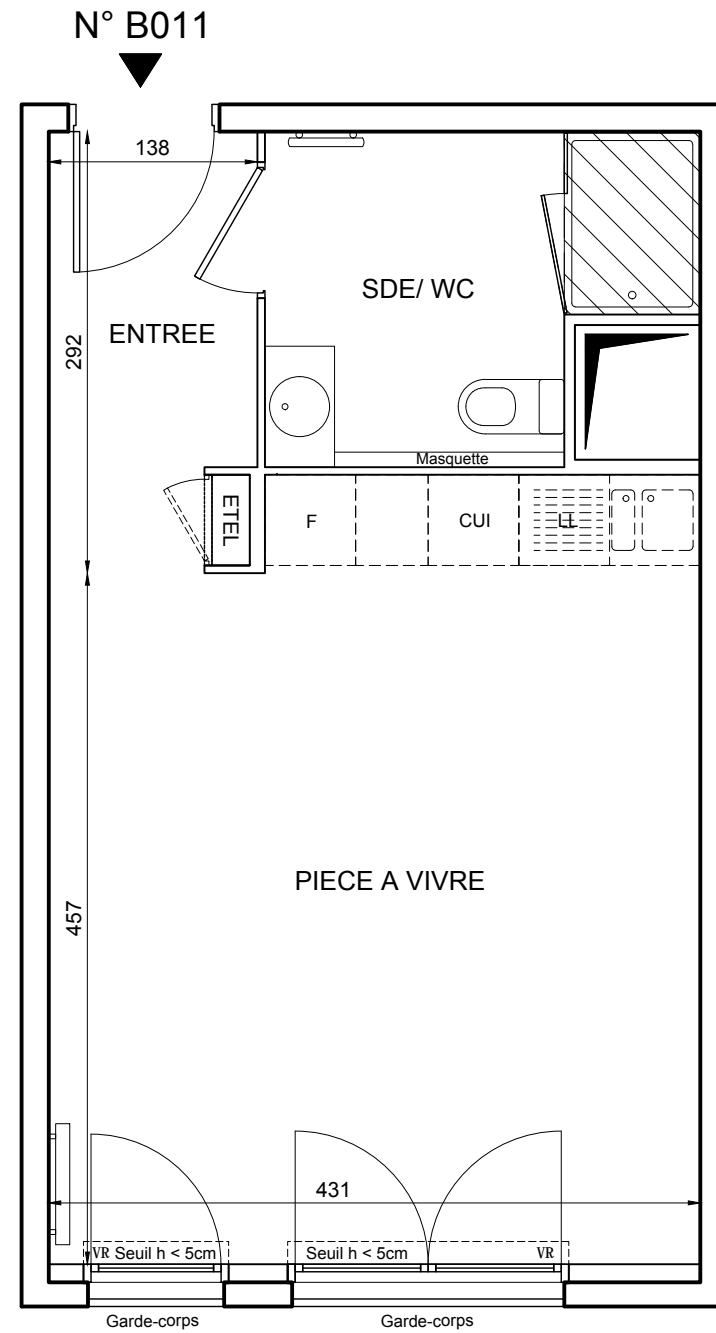 N° B011
138
SDE/ WC
ENTREE
292
Masquette
ETEL
F
CUI
LL
PIECE A VIVRE
457
431
VR Seuil h < 5cm
Seuil h < 5cm VR
Garde-corps
Garde-corps